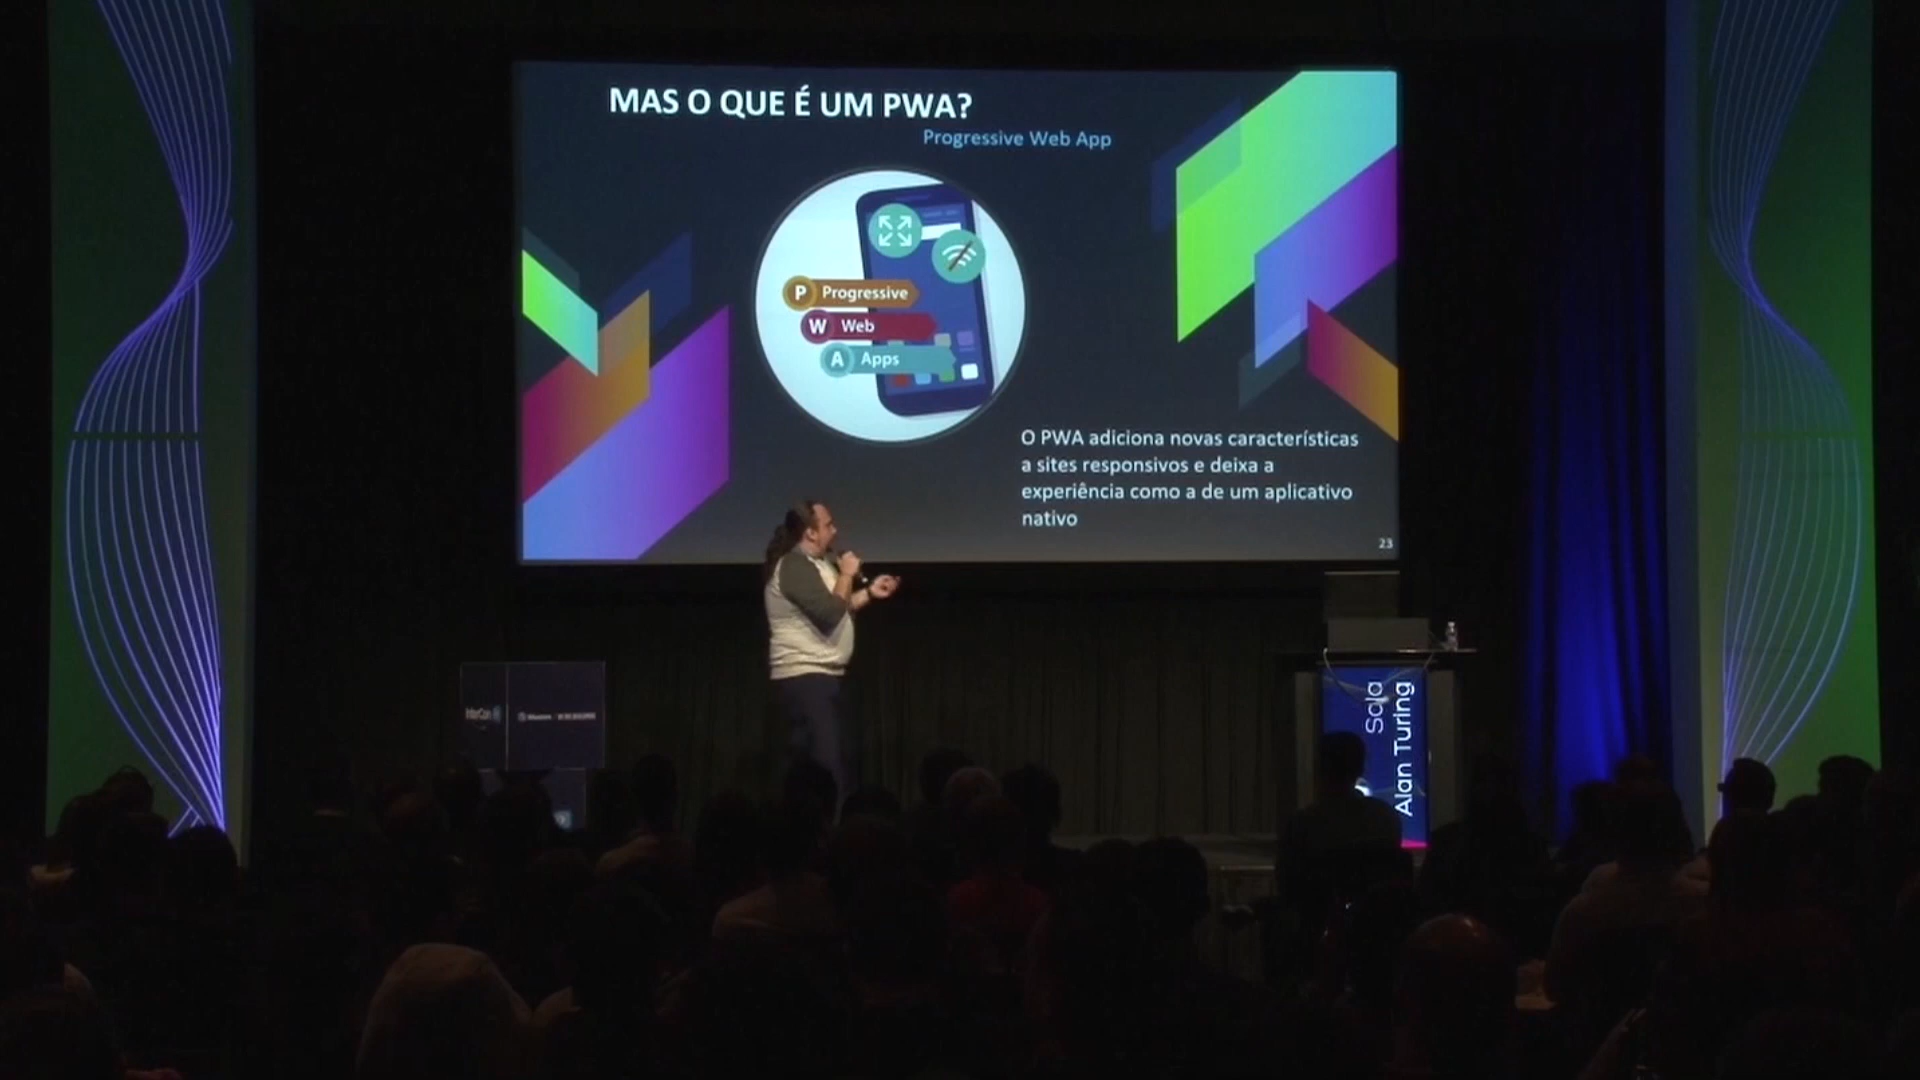 MAS O QUE É UM PWA?
Progressive Web App
P Progressive
W Web
A Apps
O PWA adiciona novas características
a sites responsivos e deixa a
experiência como a de um aplicativo
nativo
23
InterCon
Sala
Alan Turing